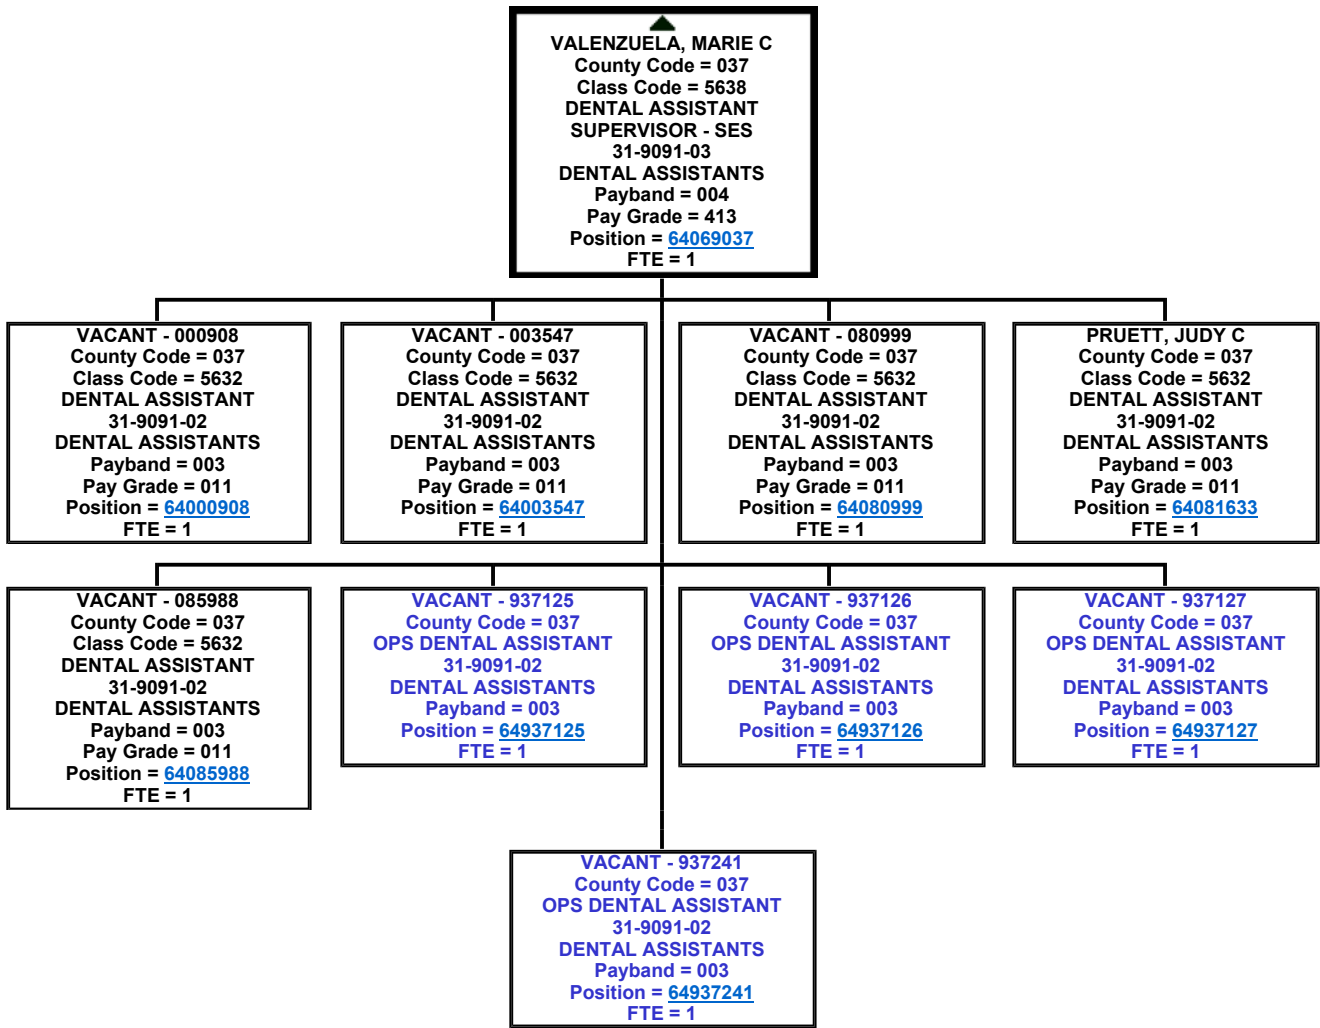 VALENZUELA, MARIE C
County Code = 037
Class Code = 5638
DENTAL ASSISTANT
SUPERVISOR - SES
31-9091-03
DENTAL ASSISTANTS
Payband = 004
Pay Grade = 413
Position = 64069037
FTE = 1
VACANT - 000908
County Code = 037
Class Code = 5632
DENTAL ASSISTANT
31-9091-02
DENTAL ASSISTANTS
Payband = 003
Pay Grade = 011
Position = 64000908
FTE = 1
VACANT - 003547
County Code = 037
Class Code = 5632
DENTAL ASSISTANT
31-9091-02
DENTAL ASSISTANTS
Payband = 003
Pay Grade = 011
Position = 64003547
FTE = 1
VACANT - 080999
County Code = 037
Class Code = 5632
DENTAL ASSISTANT
31-9091-02
DENTAL ASSISTANTS
Payband = 003
Pay Grade = 011
Position = 64080999
FTE = 1
PRUETT, JUDY C
County Code = 037
Class Code = 5632
DENTAL ASSISTANT
31-9091-02
DENTAL ASSISTANTS
Payband = 003
Pay Grade = 011
Position = 64081633
FTE = 1
VACANT - 085988
County Code = 037
Class Code = 5632
DENTAL ASSISTANT
31-9091-02
DENTAL ASSISTANTS
Payband = 003
Pay Grade = 011
Position = 64085988
FTE = 1
VACANT - 937125
County Code = 037
OPS DENTAL ASSISTANT
31-9091-02
DENTAL ASSISTANTS
Payband = 003
Position = 64937125
FTE = 1
VACANT - 937126
County Code = 037
OPS DENTAL ASSISTANT
31-9091-02
DENTAL ASSISTANTS
Payband = 003
Position = 64937126
FTE = 1
VACANT - 937127
County Code = 037
OPS DENTAL ASSISTANT
31-9091-02
DENTAL ASSISTANTS
Payband = 003
Position = 64937127
FTE = 1
VACANT - 937241
County Code = 037
OPS DENTAL ASSISTANT
31-9091-02
DENTAL ASSISTANTS
Payband = 003
Position = 64937241
FTE = 1